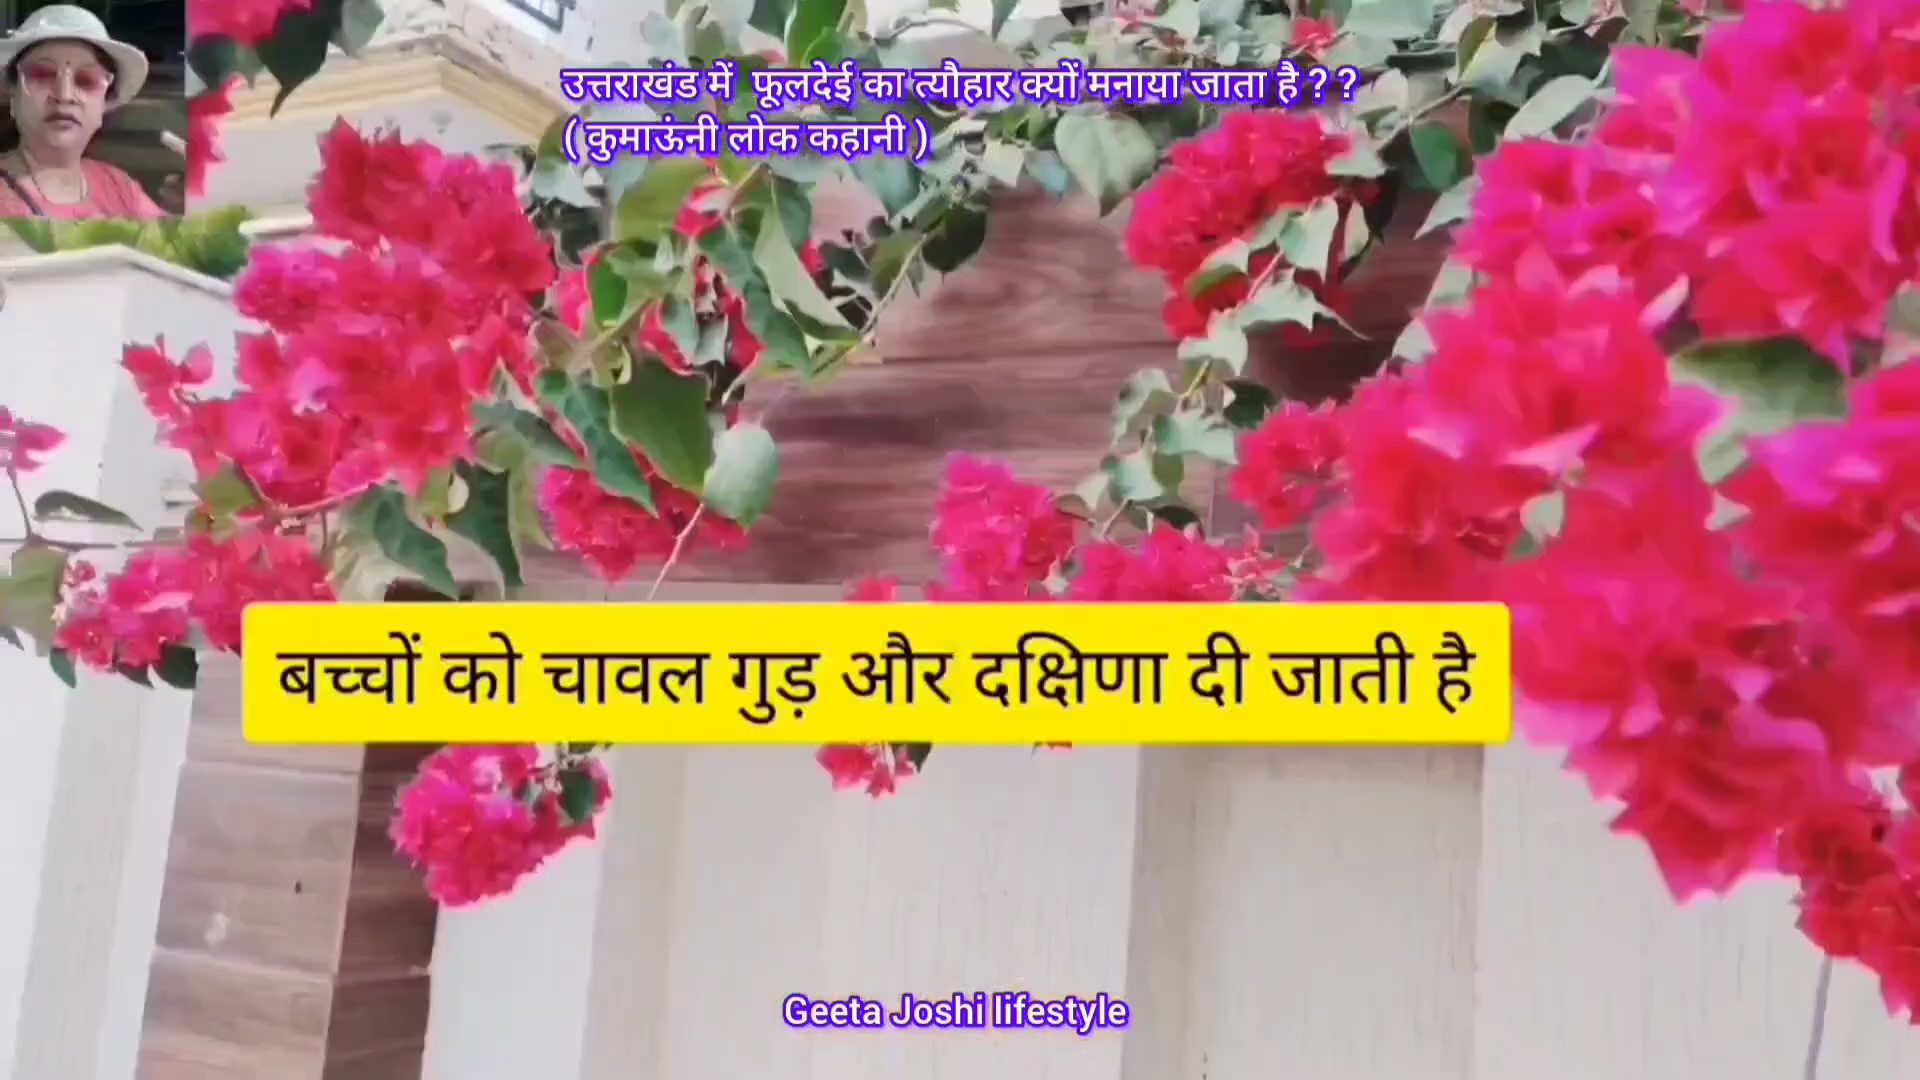 उत्तराखंड में फूलदेई का त्यौहार क्यों मनाया जाता है ? ?
( कुमाऊंनी लोक कहानी )
बच्चों को चावल गुड़ और दक्षिणा दी जाती है
Geeta Joshi lifestyle